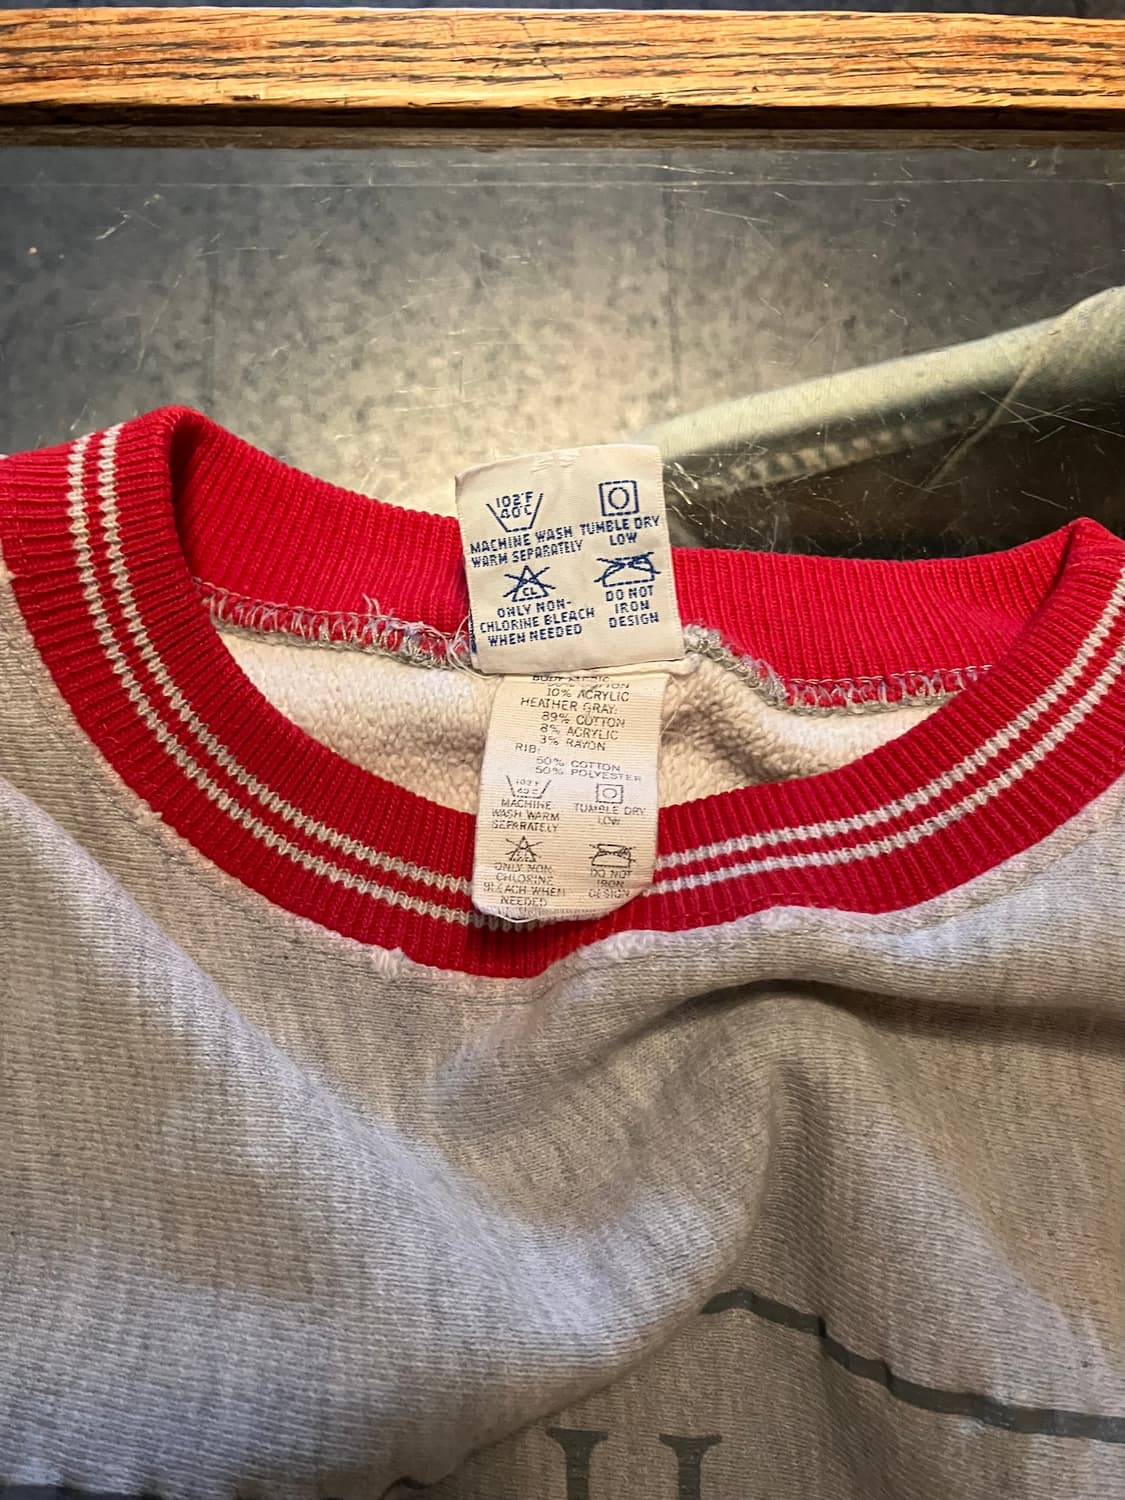 102°F
40°C
MACHINE WASH
WARM SEPARATELY
TUMBLE DRY
LOW
CL
ONLY NON-
CHLORINE BLEACH
WHEN NEEDED
DO NOT
IRON
DESIGN
COTTON
10% ACRYLIC
HEATHER GRAY:
89% COTTON
8% ACRYLIC
3% RAYON
RIB:
50% COTTON
50% POLYESTER
102°F
40°C
MACHINE
WASH WARM
SEPARATELY
TUMBLE DRY
LOW
ONLY NON
CHLORINE
BLEACH WHEN
NEEDED
DO NOT
IRON
DESIGN